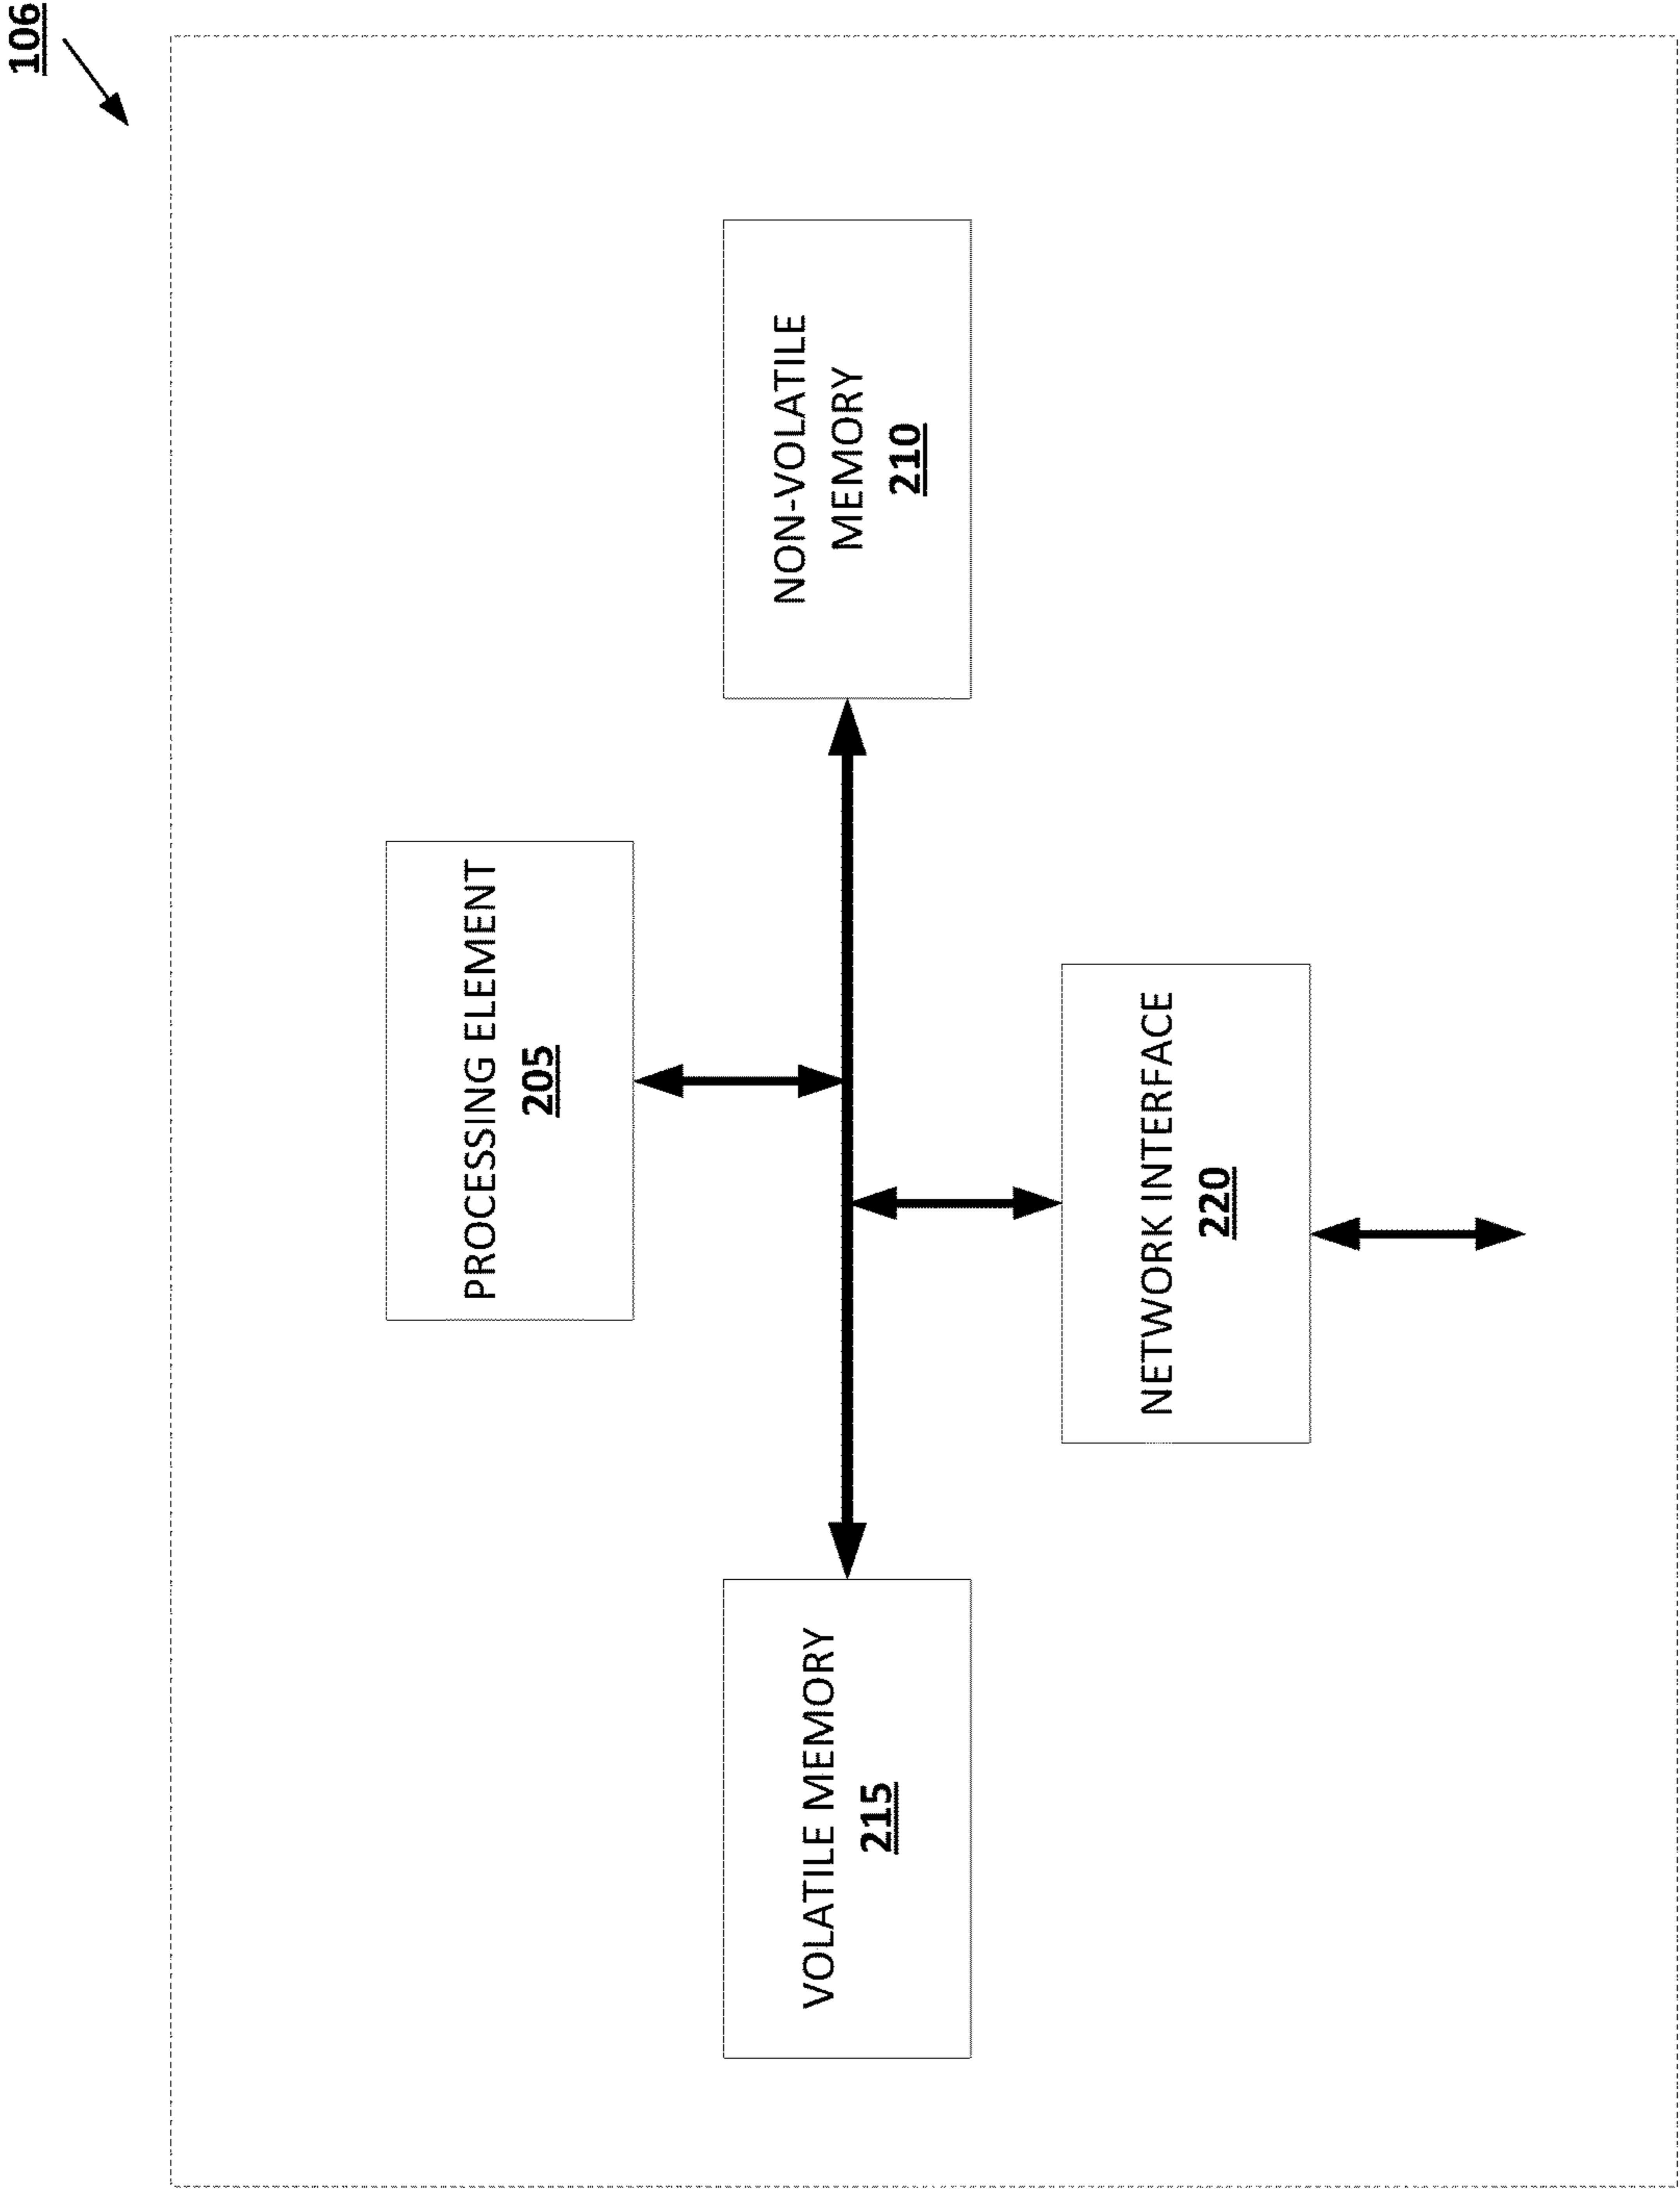 106
PROCESSING ELEMENT
205
VOLATILE MEMORY
215
NON-VOLATILE
MEMORY
210
NETWORK INTERFACE
220